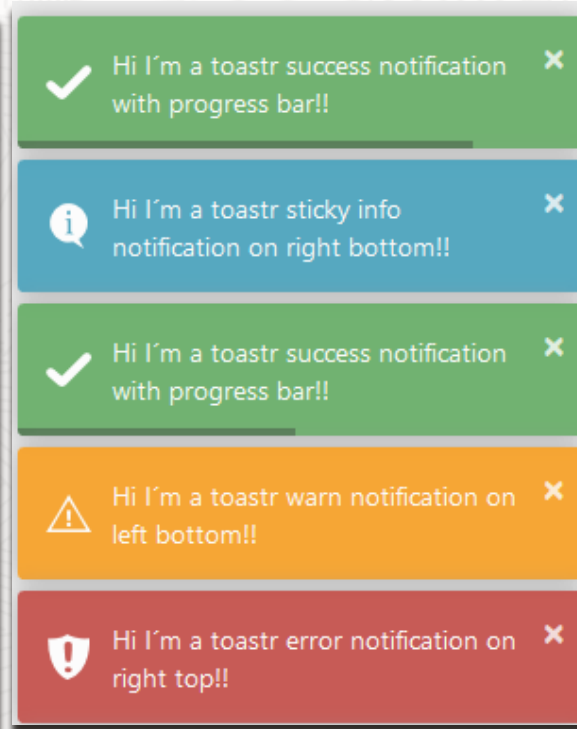 Hi I´m a toastr success notification
with progress bar!!
Hi I´m a toastr sticky info
notification on right bottom!!
Hi I´m a toastr success notification
with progress bar!!
Hi I´m a toastr warn notification on
left bottom!!
Hi I´m a toastr error notification on
right top!!